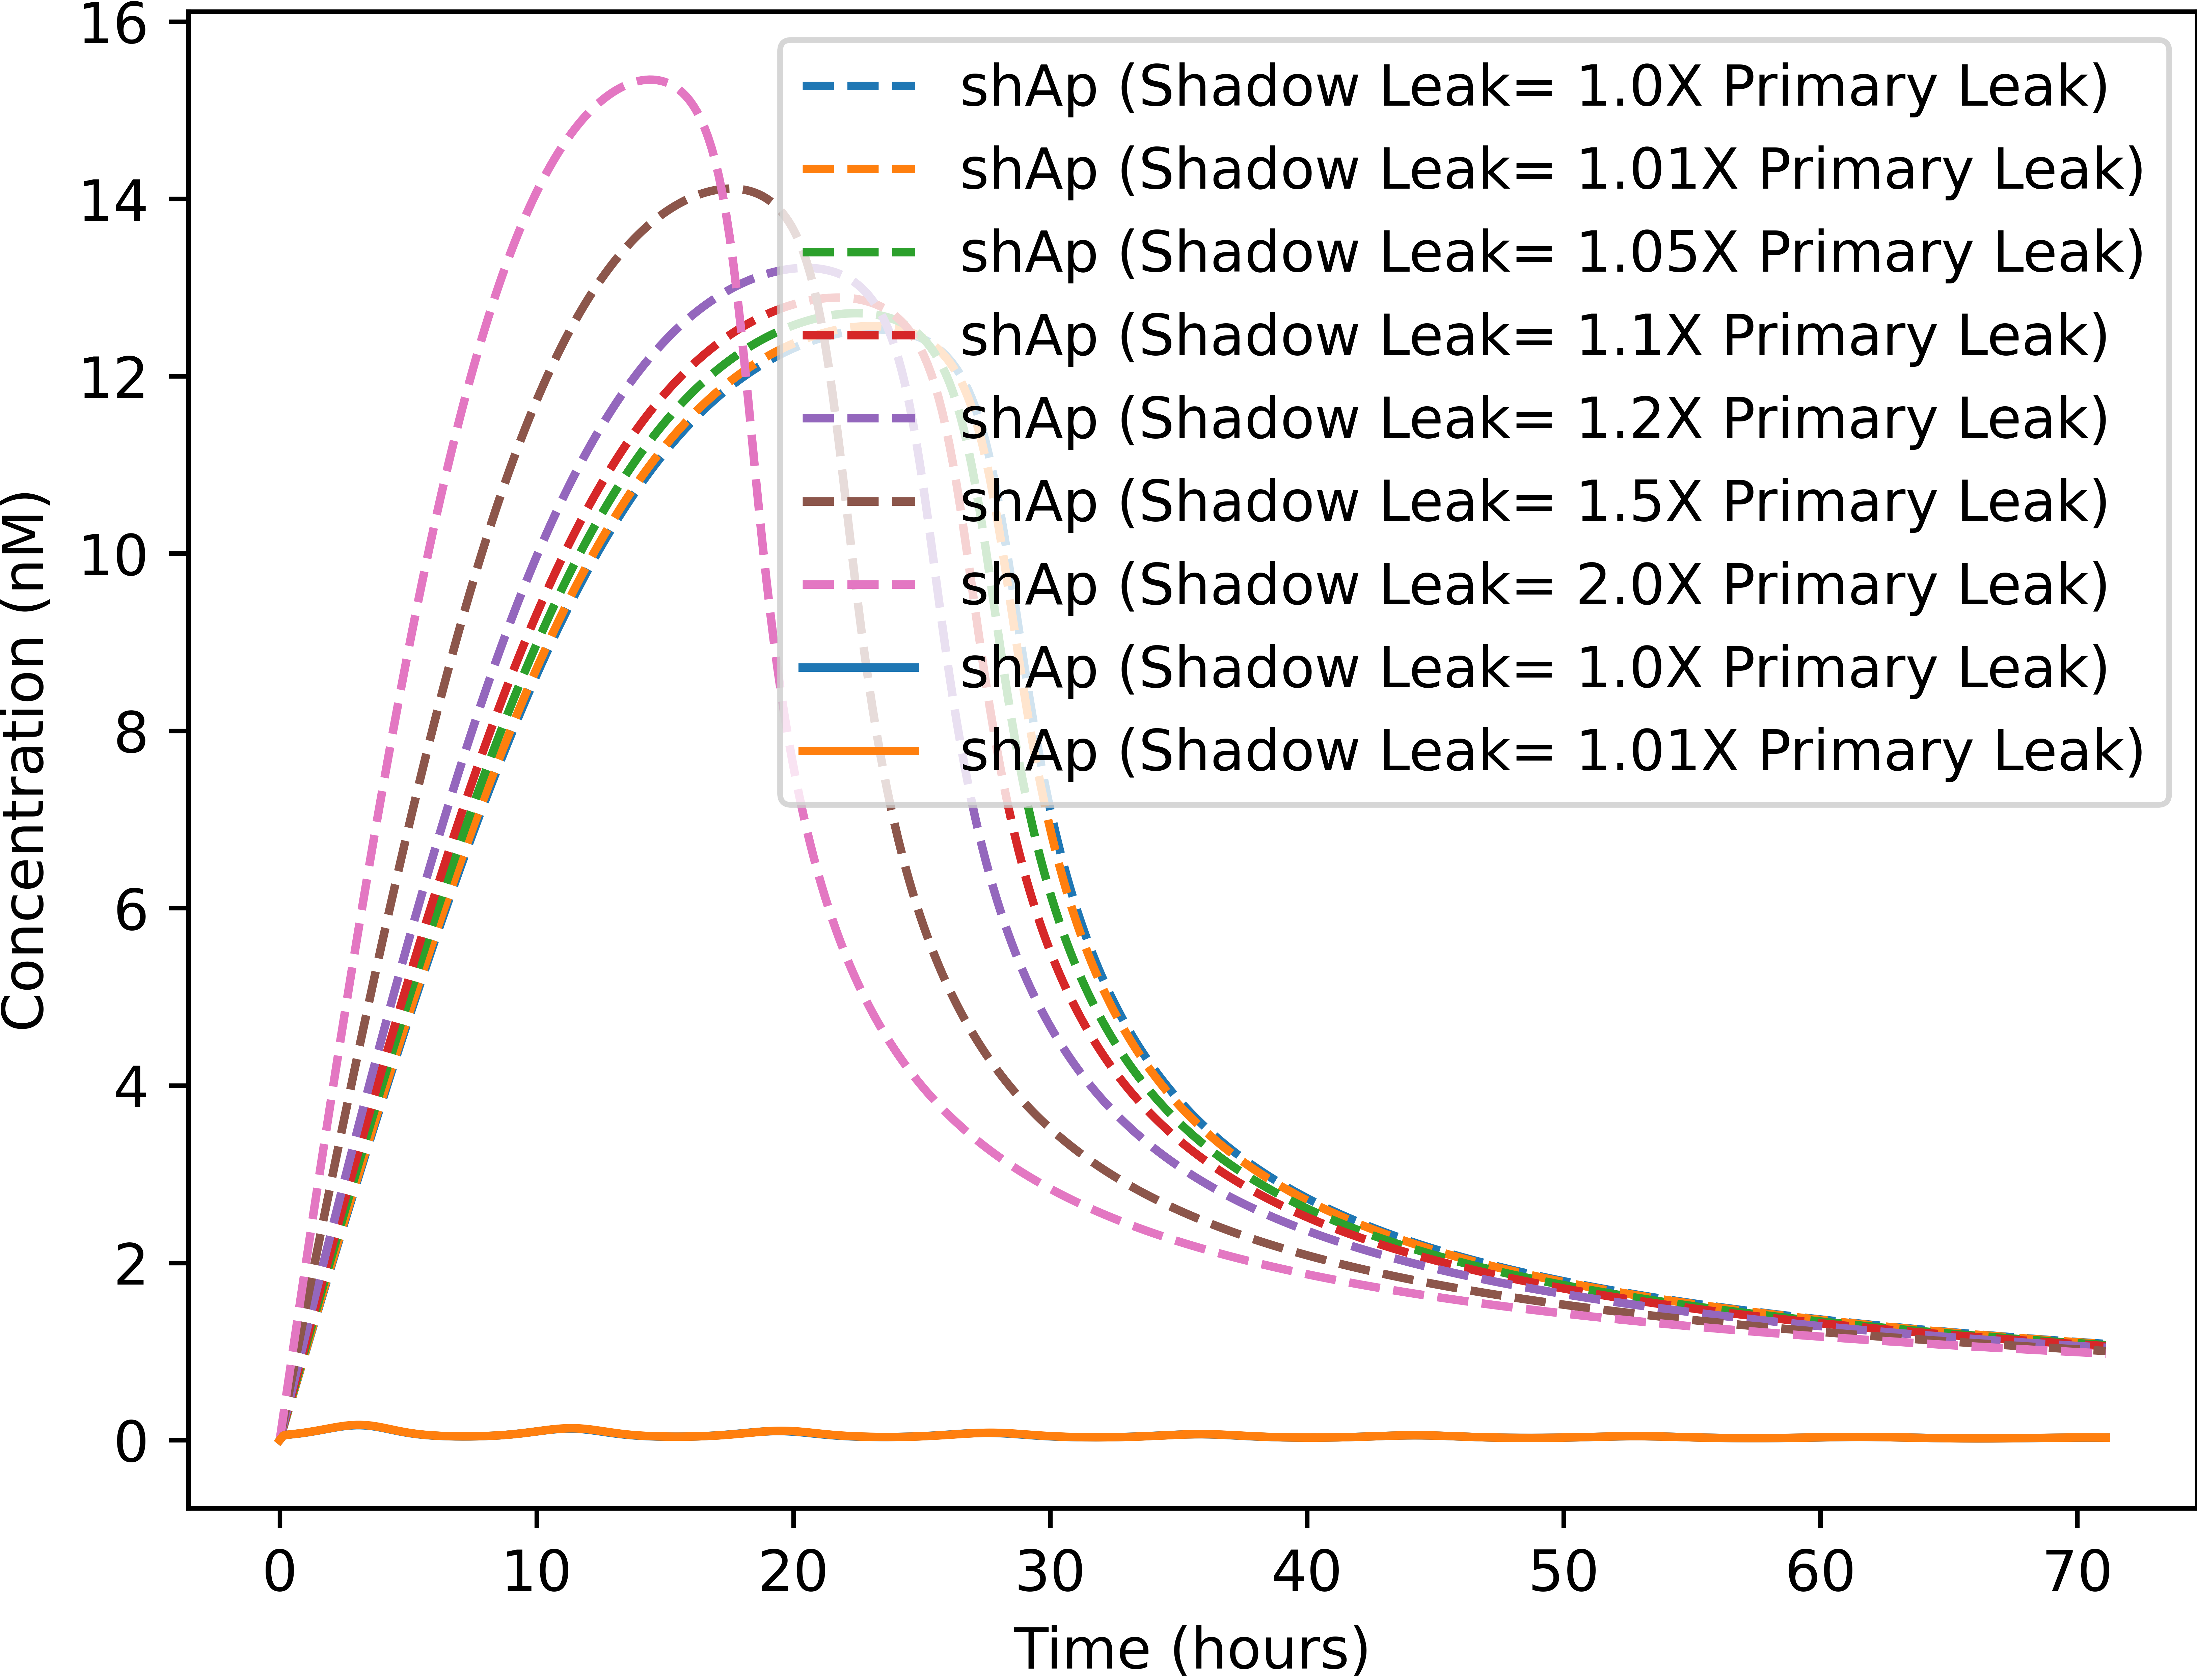 16
14
12
10
8
6
4
2
0
Concentration (nM)
shAp (Shadow Leak= 1.0X Primary Leak)
shAp (Shadow Leak= 1.01X Primary Leak)
shAp (Shadow Leak= 1.05X Primary Leak)
shAp (Shadow Leak= 1.1X Primary Leak)
shAp (Shadow Leak= 1.2X Primary Leak)
shAp (Shadow Leak= 1.5X Primary Leak)
shAp (Shadow Leak= 2.0X Primary Leak)
shAp (Shadow Leak= 1.0X Primary Leak)
shAp (Shadow Leak= 1.01X Primary Leak)
0 10 20 30 40 50 60 70
Time (hours)